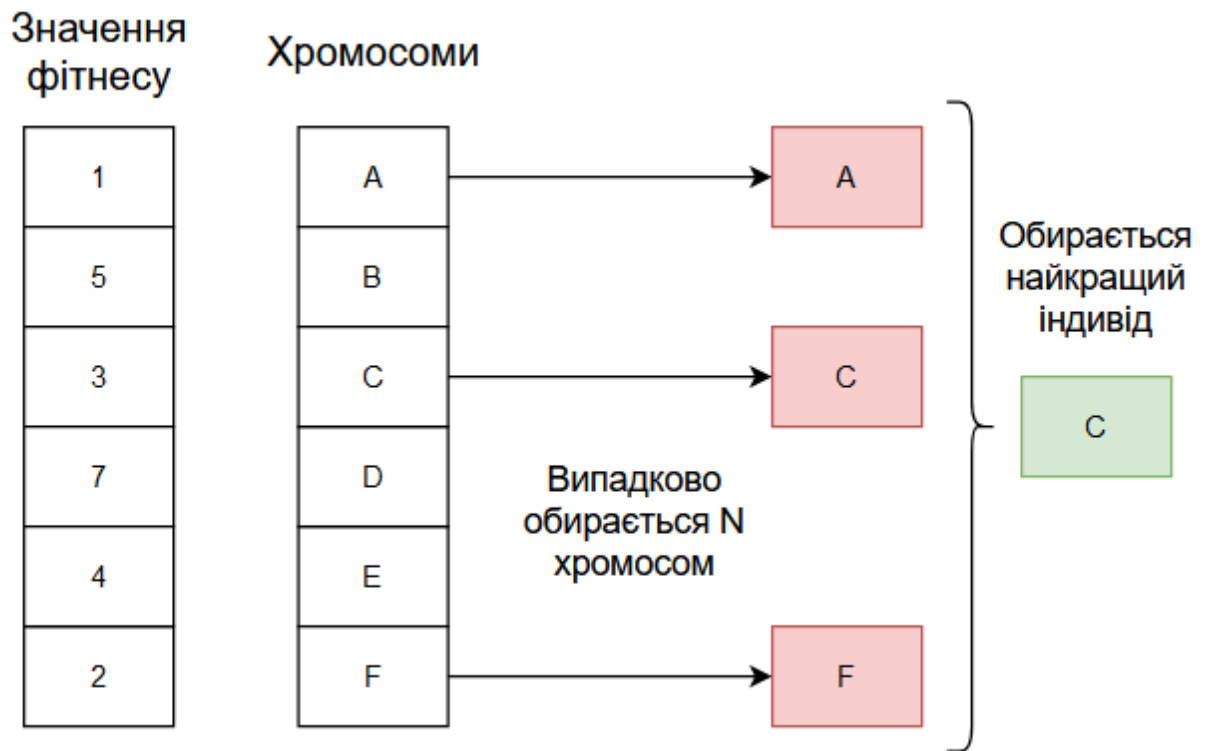 Значення
фітнесу
Хромосоми
1
5
3
7
4
2
A
B
C
D
E
F
Випадково
обирається N
хромосом
A
C
F
Обирається
найкращий
індивід
C